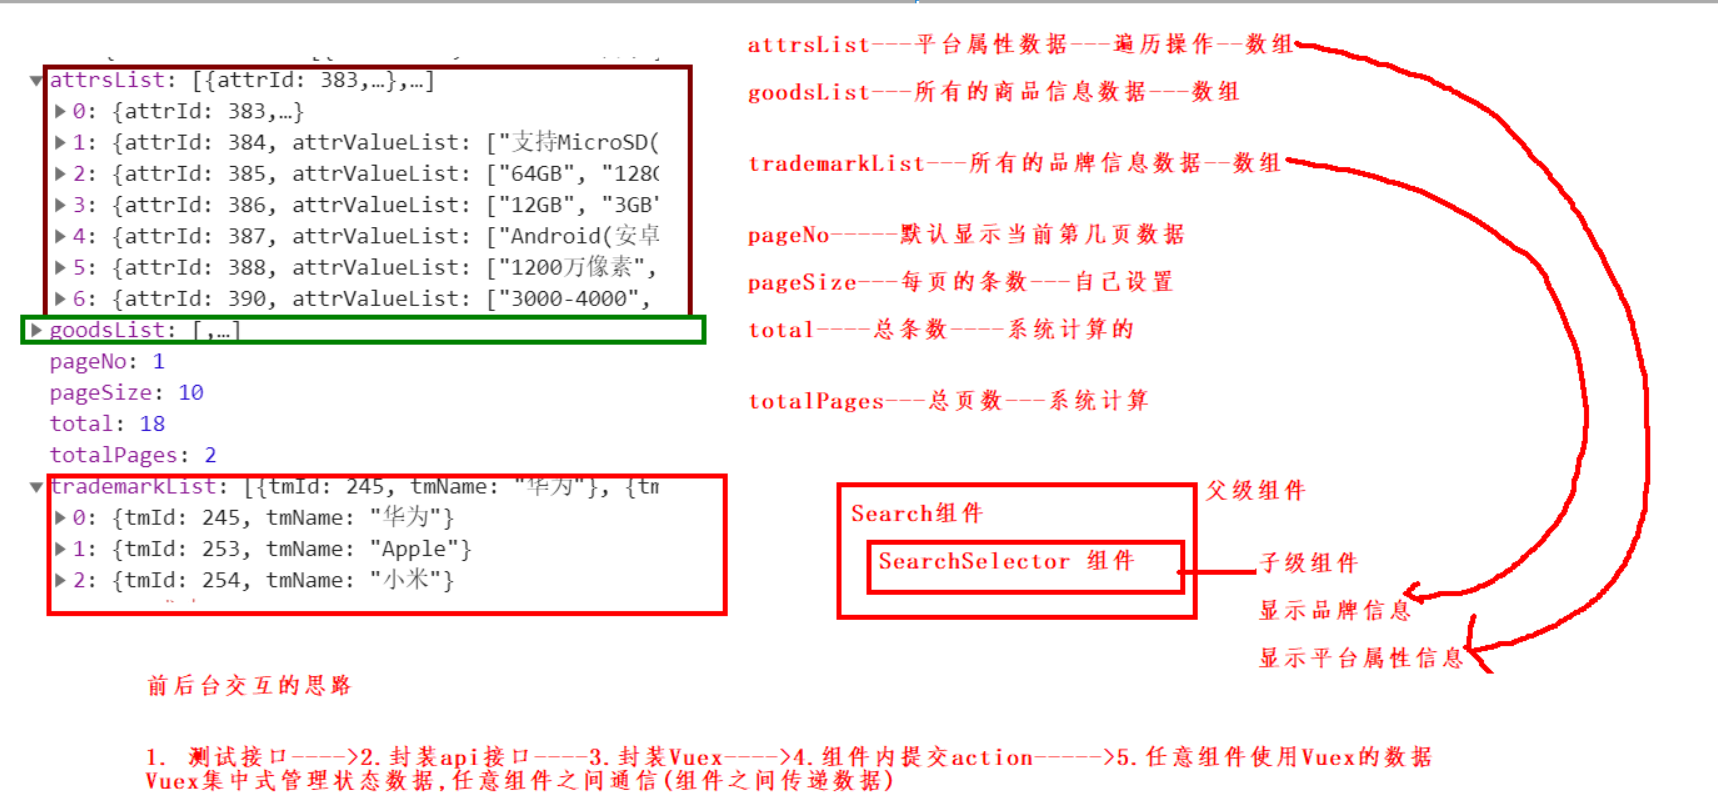 attrsList: [{attrId: 383,…},…]
0: {attrId: 383,…}
1: {attrId: 384, attrValueList: ["支持MicroSD(
2: {attrId: 385, attrValueList: ["64GB", "128G
3: {attrId: 386, attrValueList: ["12GB", "3GB"
4: {attrId: 387, attrValueList: ["Android(安卓
5: {attrId: 388, attrValueList: ["1200万像素",
6: {attrId: 390, attrValueList: ["3000-4000",
goodsList: [,…]
pageNo: 1
pageSize: 10
total: 18
totalPages: 2
trademarkList: [{tmId: 245, tmName: "华为"}, {tm
0: {tmId: 245, tmName: "华为"}
1: {tmId: 253, tmName: "Apple"}
2: {tmId: 254, tmName: "小米"}
attrsList---平台属性数据---遍历操作--数组
goodsList---所有的商品信息数据---数组
trademarkList---所有的品牌信息数据--数组
pageNo-----默认显示当前第几页数据
pageSize---每页的条数---自己设置
total----总条数----系统计算的
totalPages---总页数---系统计算
父级组件
Search组件
SearchSelector 组件
子级组件
显示品牌信息
显示平台属性信息
前后台交互的思路
1. 测试接口---->2.封装api接口----3.封装Vuex---->4.组件内提交action----->5.任意组件使用Vuex的数据
Vuex集中式管理状态数据,任意组件之间通信(组件之间传递数据)